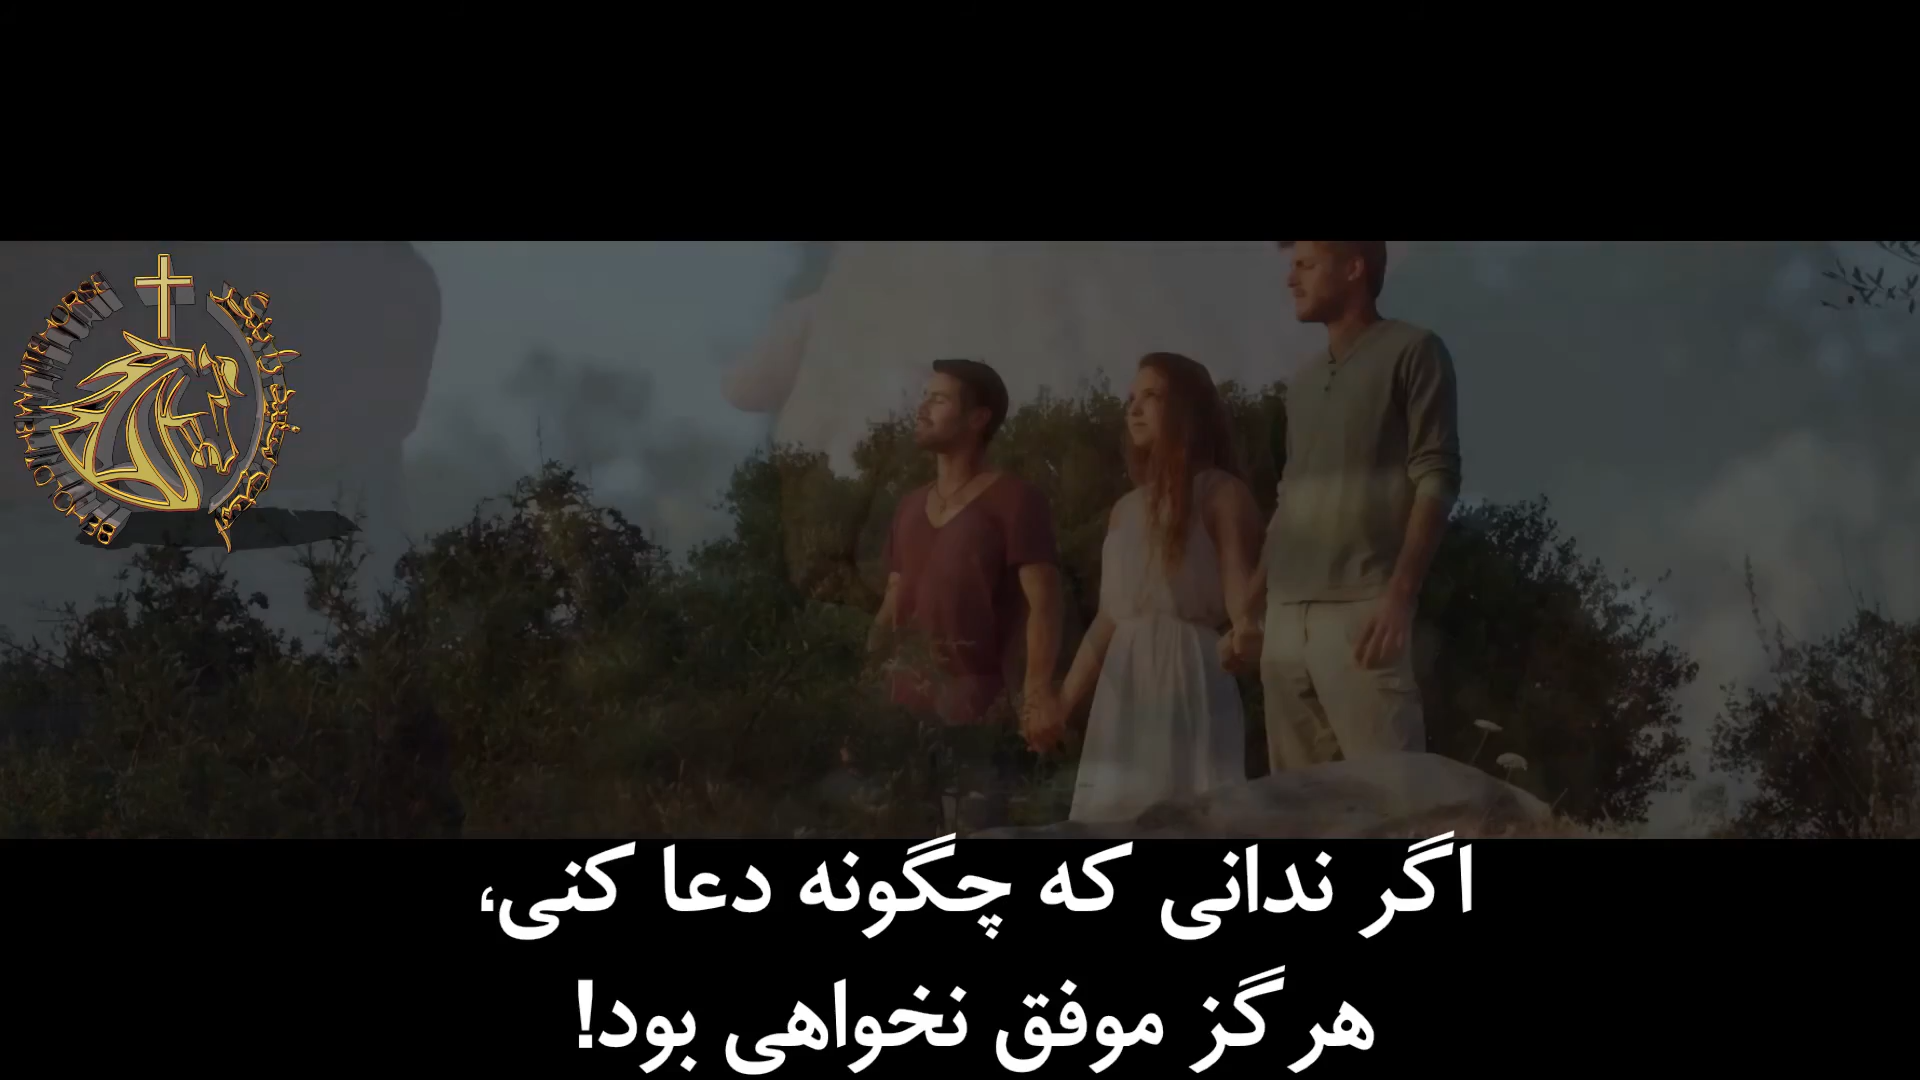 اگر ندانی که چگونه دعا کنی،
هرگز موفق نخواهی بود!